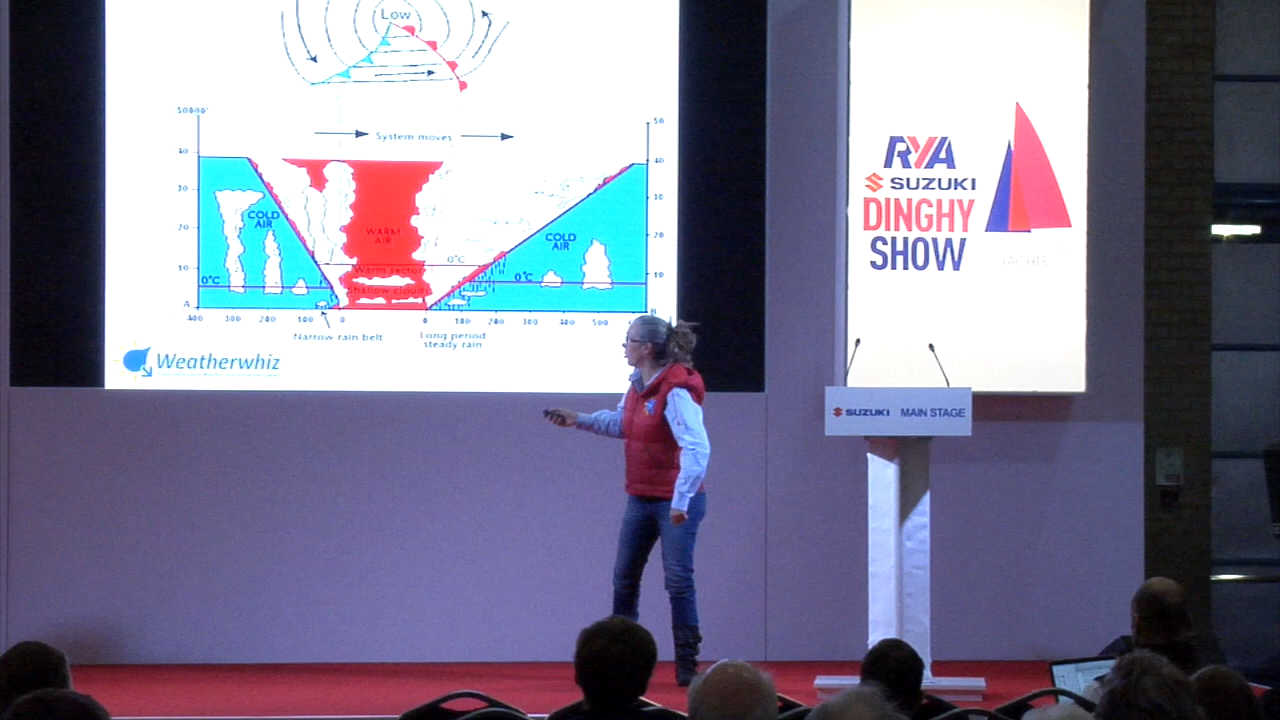 Low
50000'
50
System moves
40
40
30
30
COLD
AIR
WARM
AIR
COLD
AIR
20
20
0°C
10
Warm sector
10
0°C
Shallow clouds
0°C
A
400 300 200 100 0
0 100 200 300 400 500
Narrow rain belt
Long period
steady rain
Weatherwhiz
RYA
SUZUKI
DINGHY
SHOW
YACHTS
SUZUKI MAIN STAGE